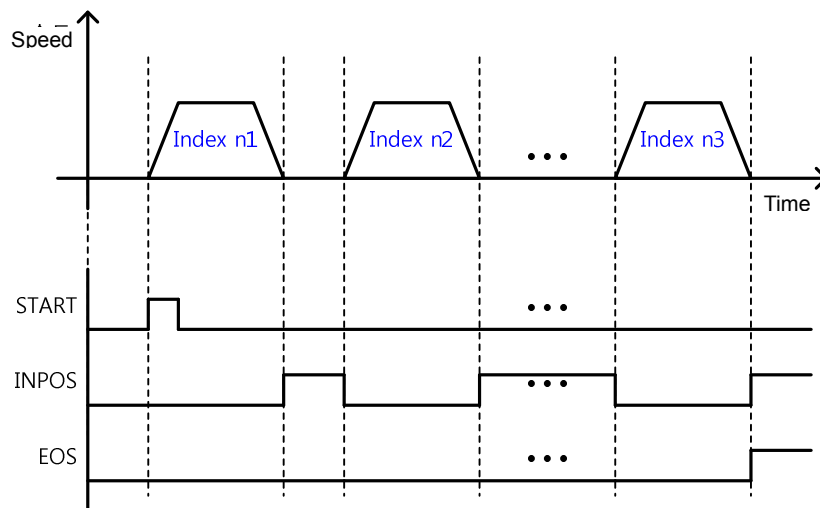 Speed
Index n1
Index n2
Index n3
Time
START
INPOS
EOS